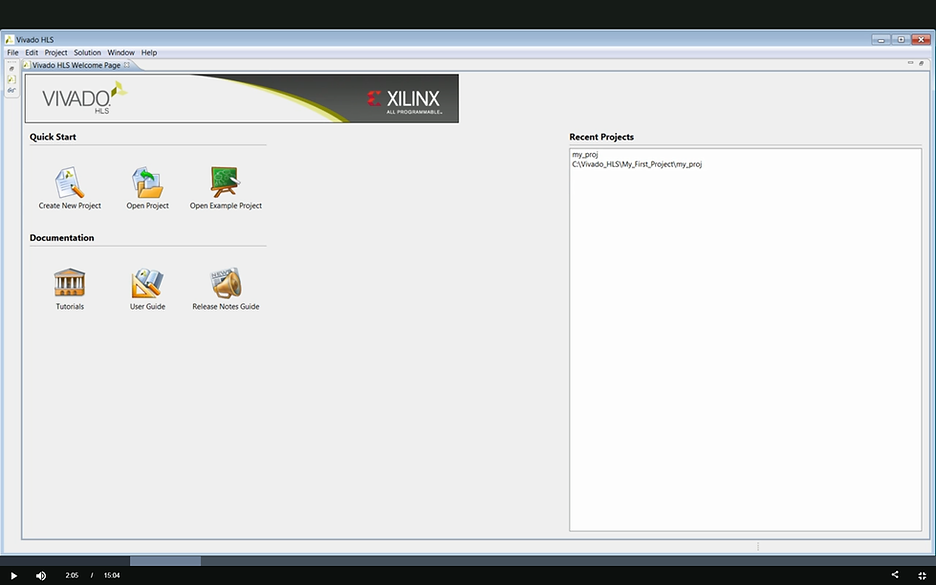 Vivado HLS
File Edit Project Solution Window Help
Vivado HLS Welcome Page
VIVADO
HLS
XILINX
ALL PROGRAMMABLE
Quick Start
Create New Project
Open Project
Open Example Project
Documentation
Tutorials
User Guide
Release Notes Guide
Recent Projects
my_proj
C:\Vivado_HLS\My_First_Project\my_proj
2:05 / 15:04